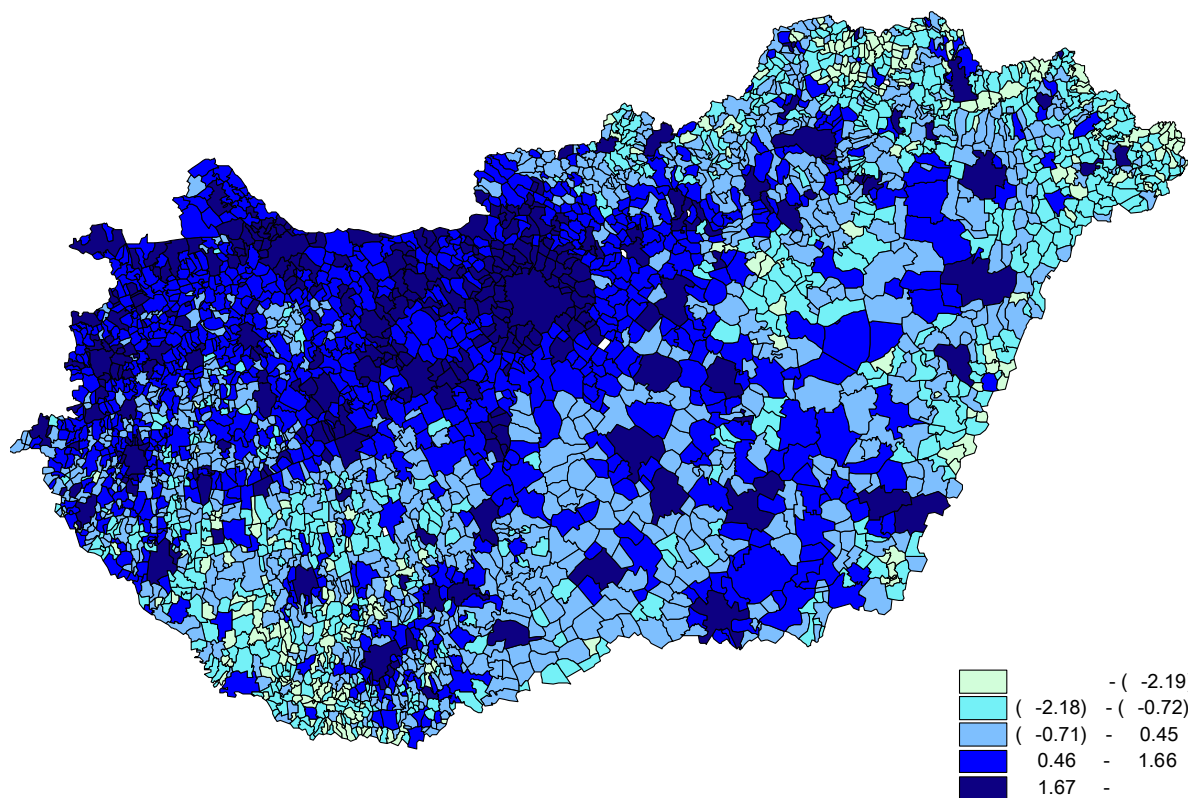 - ( -2.19
( -2.18) - ( -0.72)
( -0.71) - 0.45
0.46 - 1.66
1.67 -